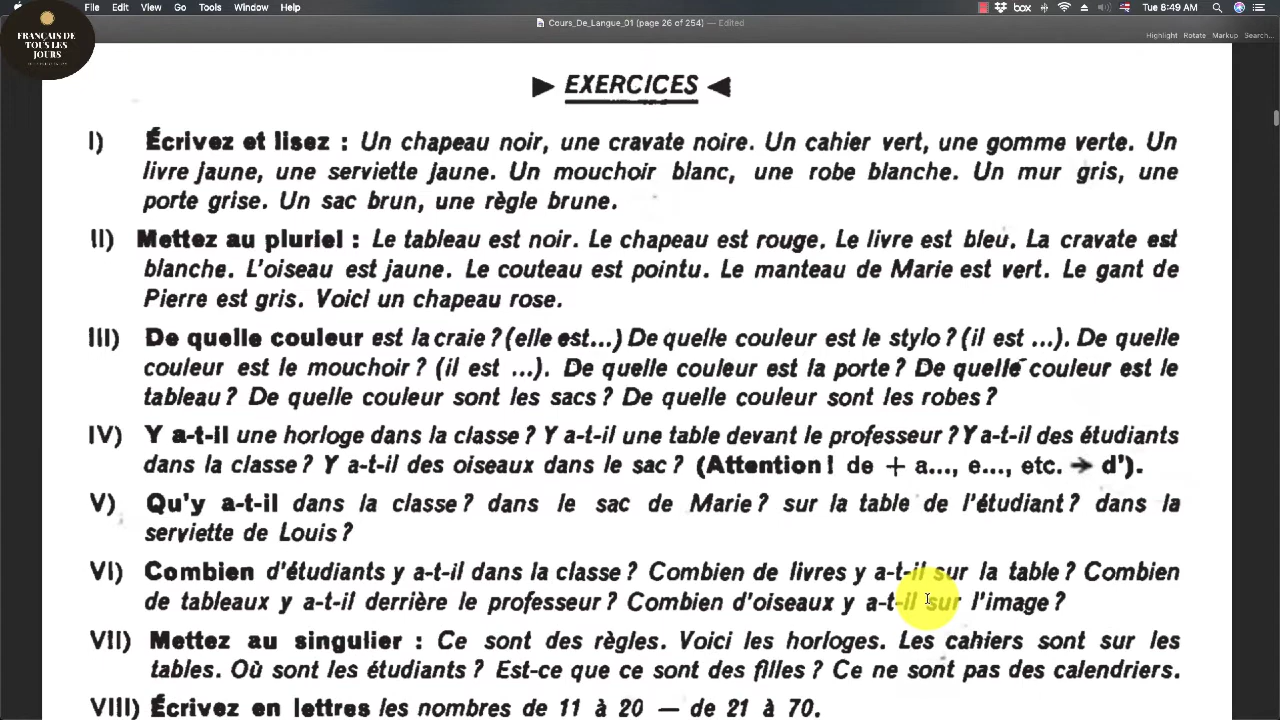 File Edit View Go Tools Window Help
Tue 8:49 AM
box
Cours_De_Langue_01 (page 26 of 254) — Edited
Highlight Rotate Markup Search...
FRANÇAIS DE
TOUS LES
JOURS
EXERCICES
I) Écrivez et lisez : Un chapeau noir, une cravate noire. Un cahier vert, une gomme verte. Un
livre jaune, une serviette jaune. Un mouchoir blanc, une robe blanche. Un mur gris, une
porte grise. Un sac brun, une règle brune.
II) Mettez au pluriel : Le tableau est noir. Le chapeau est rouge. Le livre est bleu. La cravate est
blanche. L'oiseau est jaune. Le couteau est pointu. Le manteau de Marie est vert. Le gant de
Pierre est gris. Voici un chapeau rose.
III) De quelle couleur est la craie ? (elle est...) De quelle couleur est le stylo ? (il est ...). De quelle
couleur est le mouchoir ? (il est ...). De quelle couleur est la porte ? De quelle couleur est le
tableau ? De quelle couleur sont les sacs ? De quelle couleur sont les robes ?
IV) Y a-t-il une horloge dans la classe ? Y a-t-il une table devant le professeur ? Y a-t-il des étudiants
dans la classe ? Y a-t-il des oiseaux dans le sac ? (Attention! de + a..., e..., etc. → d').
V) Qu'y a-t-il dans la classe ? dans le sac de Marie ? sur la table de l'étudiant ? dans la
serviette de Louis ?
VI) Combien d'étudiants y a-t-il dans la classe ? Combien de livres y a-t-il sur la table ? Combien
de tableaux y a-t-il derrière le professeur ? Combien d'oiseaux y a-t-il sur l'image ?
VII) Mettez au singulier : Ce sont des règles. Voici les horloges. Les cahiers sont sur les
tables. Où sont les étudiants ? Est-ce que ce sont des filles ? Ce ne sont pas des calendriers.
VIII) Écrivez en lettres les nombres de 11 à 20 — de 21 à 70.